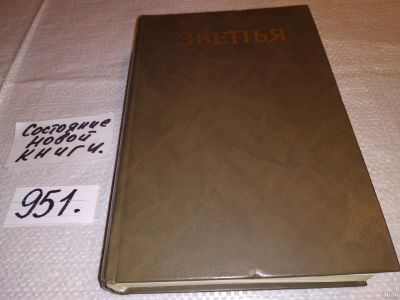 ЗВЕНЬЯ
Состояние
новой
книги.
951.